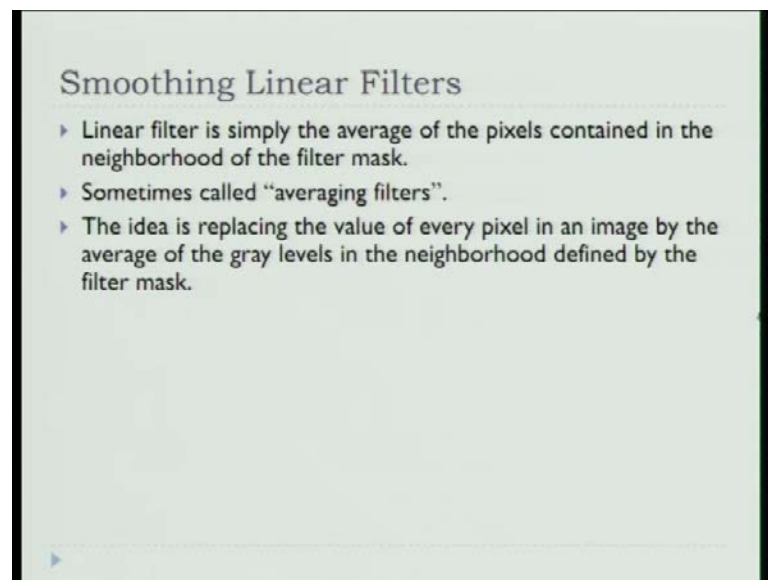 Smoothing Linear Filters
Linear filter is simply the average of the pixels contained in the
neighborhood of the filter mask.
Sometimes called “averaging filters”.
The idea is replacing the value of every pixel in an image by the
average of the gray levels in the neighborhood defined by the
filter mask.